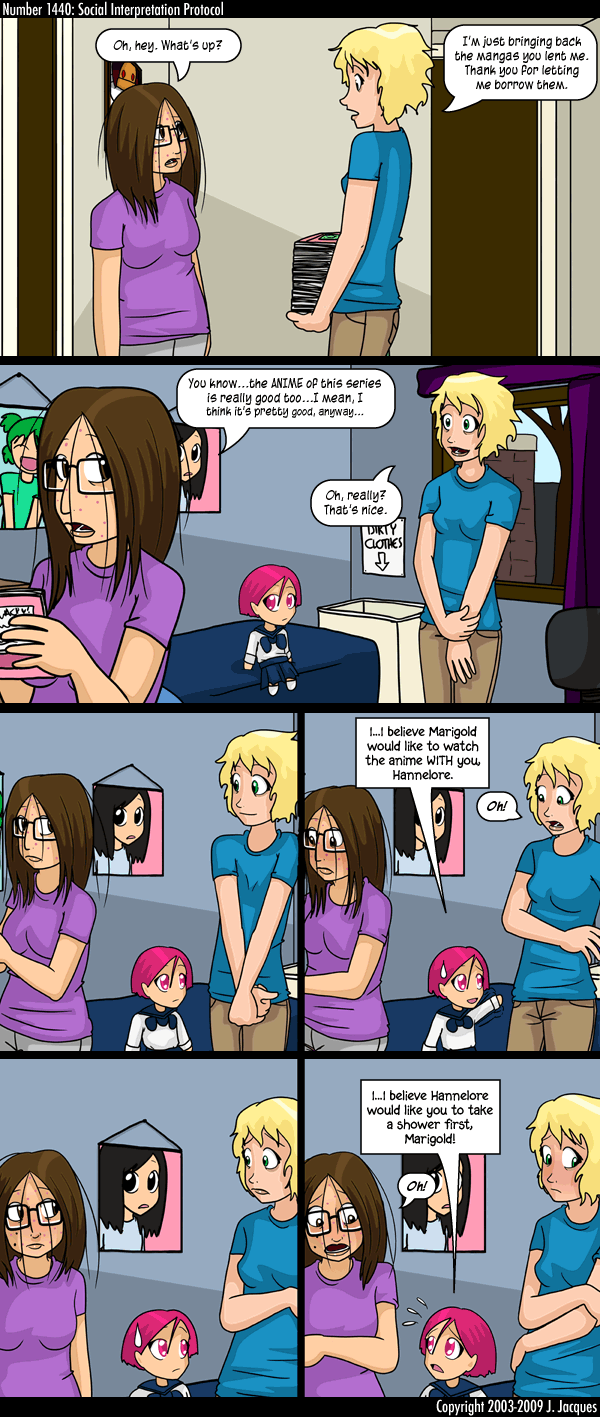 Number 1440: Social Interpretation Protocol
Oh, hey. What's up?
I'm just bringing back
the mangas you lent me.
Thank you for letting
me borrow them.
You know...the ANIME of this series
is really good too...I mean, I
think it's pretty good, anyway...
Oh, really?
That's nice.
DIRTY
CLOTHES
I...I believe Marigold
would like to watch
the anime WITH you,
Hannelore.
Oh!
I...I believe Hannelore
would like you to take
a shower first,
Marigold!
Oh!
Copyright 2003-2009 J. Jacques